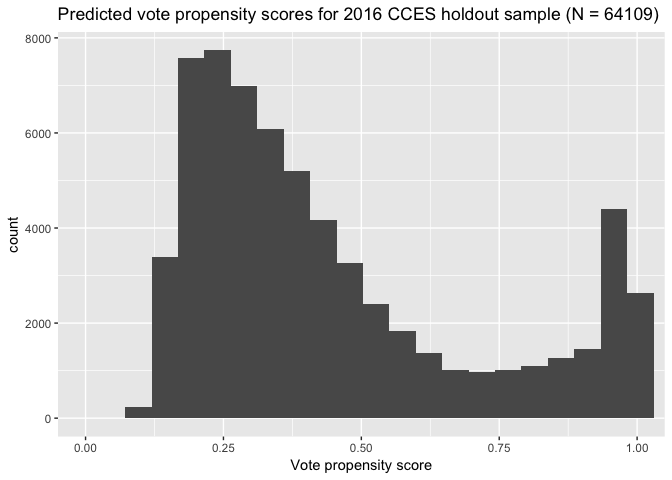 Predicted vote propensity scores for 2016 CCES holdout sample (N = 64109)
8000
6000
4000
2000
0
count
0.00 0.25 0.50 0.75 1.00
Vote propensity score